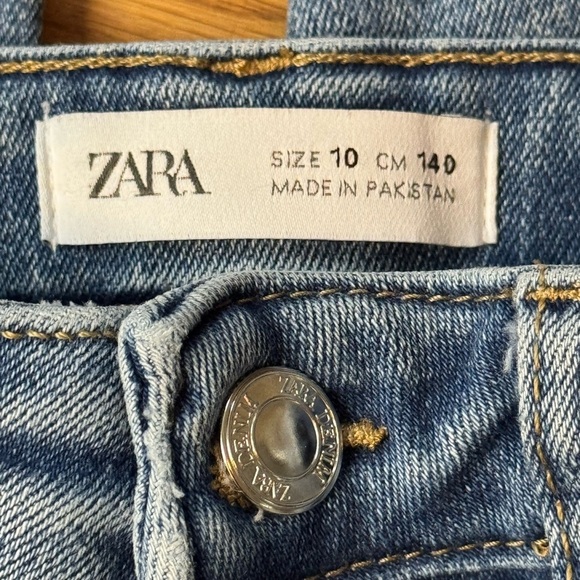 ZARA
SIZE 10 CM 140
MADE IN PAKISTAN
ZARA DENIM
ZARA DENIM